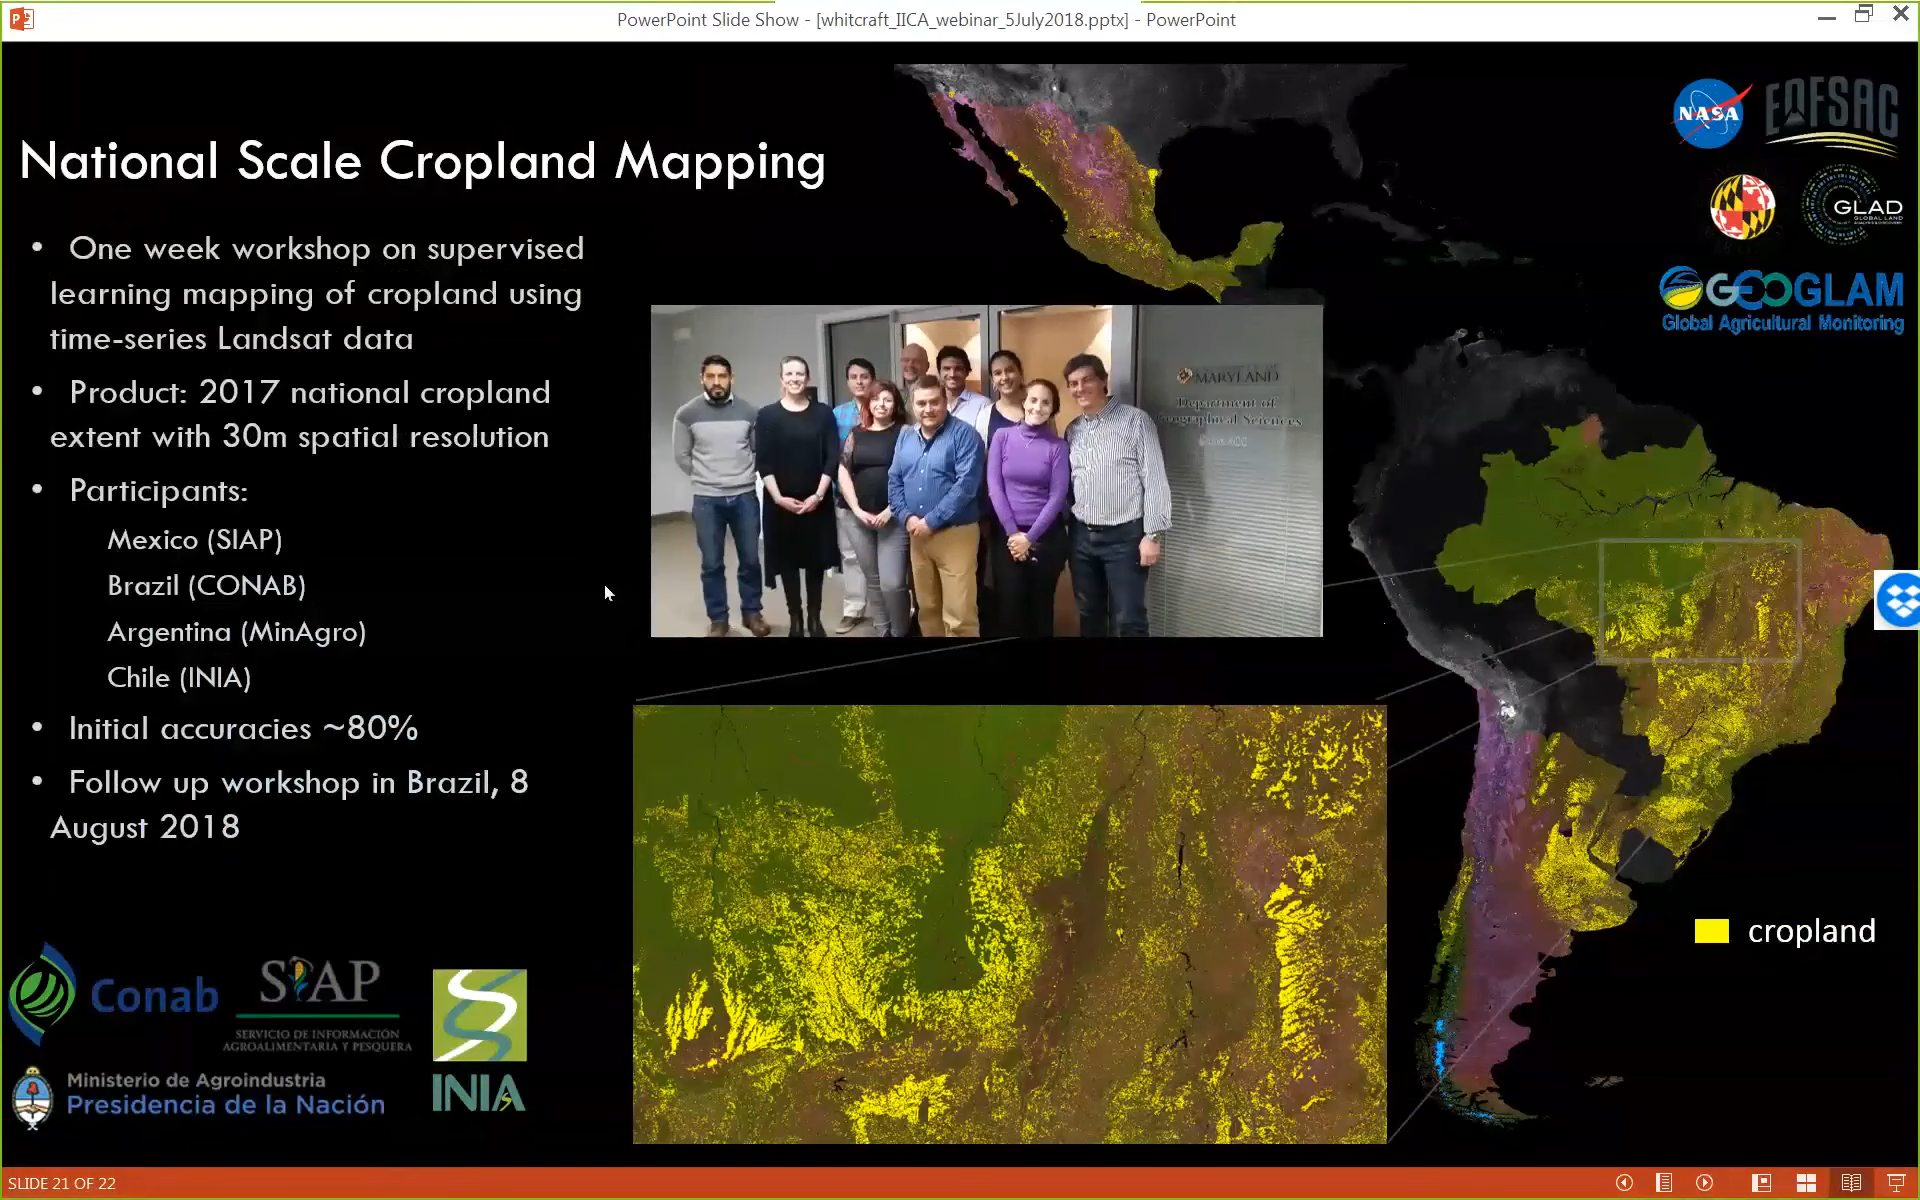 PowerPoint Slide Show - [whitcraft_IICA_webinar_5July2018.pptx] - PowerPoint
National Scale Cropland Mapping
• One week workshop on supervised
learning mapping of cropland using
time-series Landsat data
• Product: 2017 national cropland
extent with 30m spatial resolution
• Participants:
Mexico (SIAP)
Brazil (CONAB)
Argentina (MinAgro)
Chile (INIA)
• Initial accuracies ~80%
• Follow up workshop in Brazil, 8
August 2018
NASA
EOFSAC
GLAD
GEOGLAM
Global Agricultural Monitoring
MARYLAND
Department of
Geographical Sciences
cropland
Conab
SIAP
SERVICIO DE INFORMACIÓN
AGROALIMENTARIA Y PESQUERA
INIA
Ministerio de Agroindustria
Presidencia de la Nación
SLIDE 21 OF 22